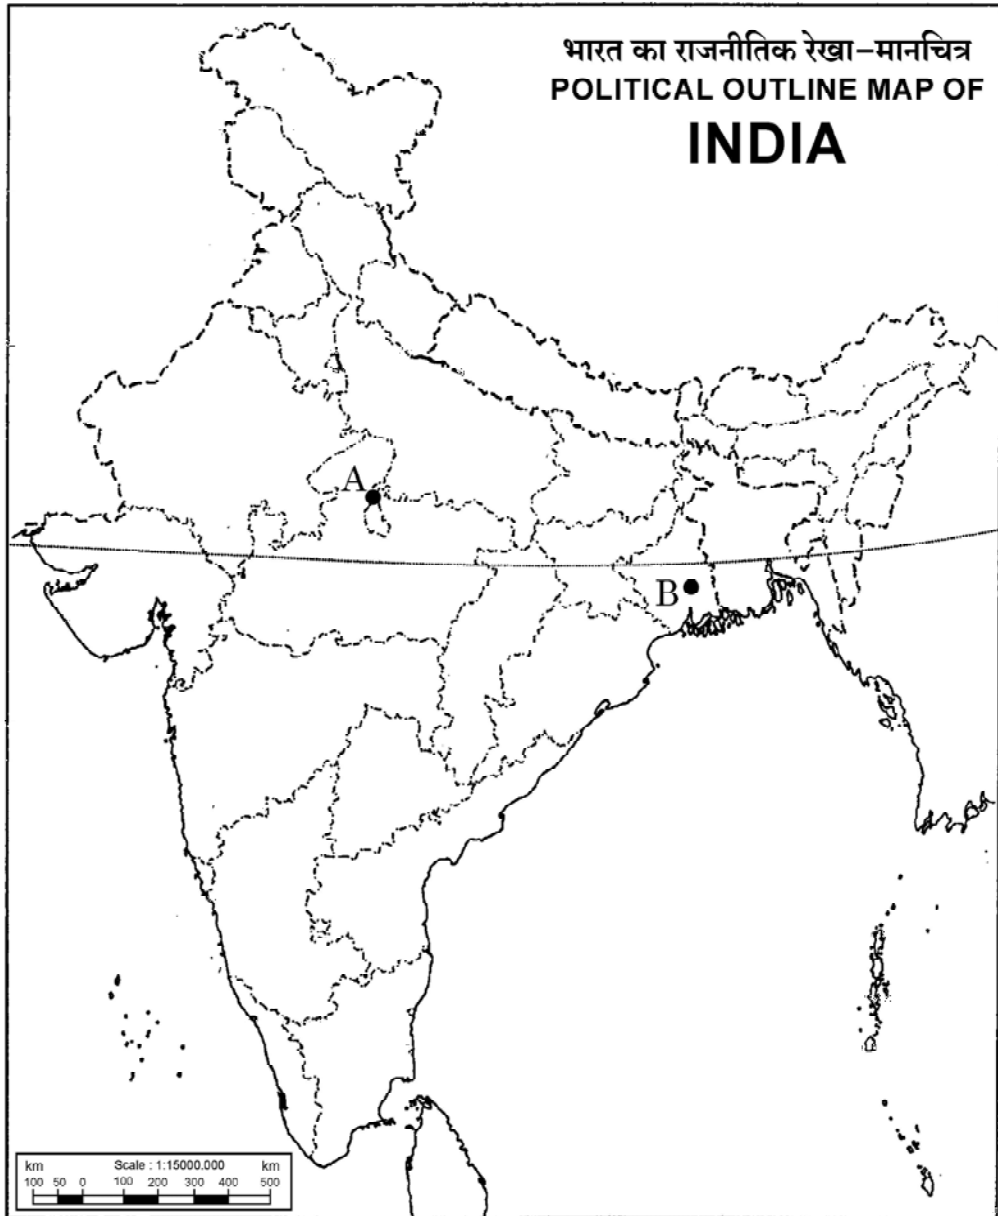 भारत का राजनीतिक रेखा–मानचित्र
POLITICAL OUTLINE MAP OF
INDIA
A
B
km Scale : 1:15000.000 km
100 50 0 100 200 300 400 500